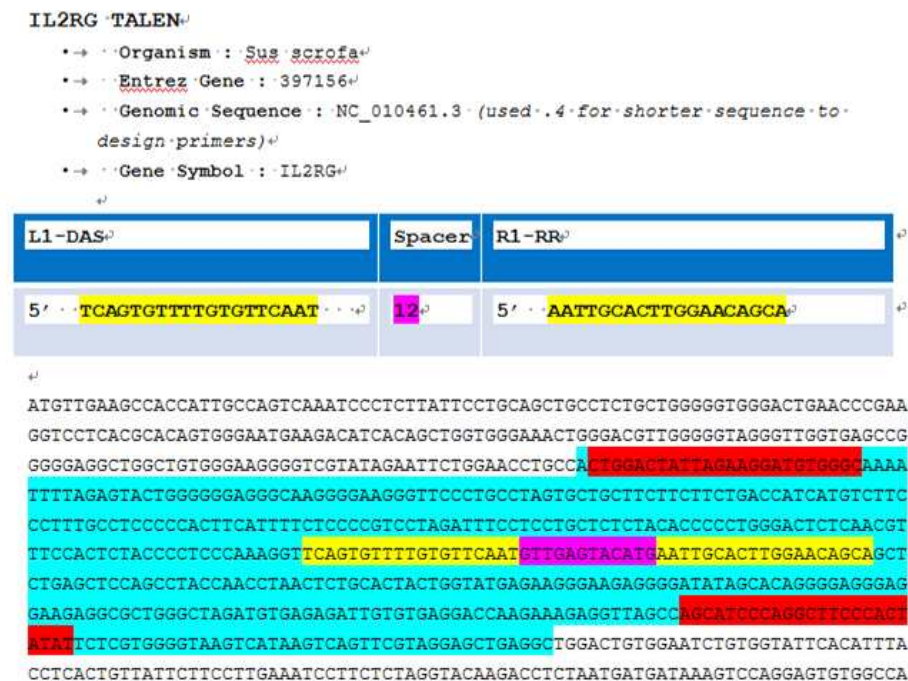 IL2RG TALEN
Organism : Sus scrofa
Entrez Gene : 397156
Genomic Sequence : NC_010461.3 (used .4 for shorter sequence to
design primers)
Gene Symbol : IL2RG
L1-DAS Spacer R1-RR
5’ TCAGTGTTTTGTGTTCAAT 12 5’ AATTGCACTTGGAACAGCA
ATGTTGAAGCCACCATTGCCAGTCAAATCCCTCTTATTCCTGCAGCTGCCTCTGCTGGGGGTGGGACTGAACCCGAA
GGTCCTCACGCACAGTGGGAATGAAGACATCACAGCTGGTGGGAAACTGGGACGTTGGGGGTAGGGTTGGTGAGCCG
GGGGAGGCTGGCTGTGGGAAGGGGTCGTATAGAATTCTGGAACCTGCCACTGGACTATTAGAAGGATGTGGGCAAAA
TTTTAGAGTACTGGGGGGAGGGCAAGGGGAAGGGTTCCCTGCCTAGTGCTGCTTCTTCTTCTGACCATCATGTCTTC
CCTTTGCCTCCCCCACTTCATTTTCTCCCCGTCCTAGATTTCCTCCTGCTCTCTACACCCCCTGGGACTCTCAACGT
TTCCACTCTACCCCTCCCAAAGGTTCAGTGTTTTGTGTTCAATGTTGAGTACATGAATTGCACTTGGAACAGCAGCT
CTGAGCTCCAGCCTACCAACCTAACTCTGCACTACTGGTATGAGAAGGGAAGAGGGGATATAGCACAGGGGAGGGAG
GAAGAGGCGCTGGGCTAGATGTGAGAGATTGTGTGAGGACCAAGAAAGAGGTTAGCCAGCATCCCAGGCTTCCCACT
ATATTCTCGTGGGGTAAGTCATAAGTCAGTTCGTAGGAGCTGAGGCTGGACTGTGGAATCTGTGGTATTCACATTTA
CCTCACTGTTATTCTTCCTTGAAATCCTTCTCTAGGTACAAGACCTCTAATGATGATAAAGTCCAGGAGTGTGGCCA